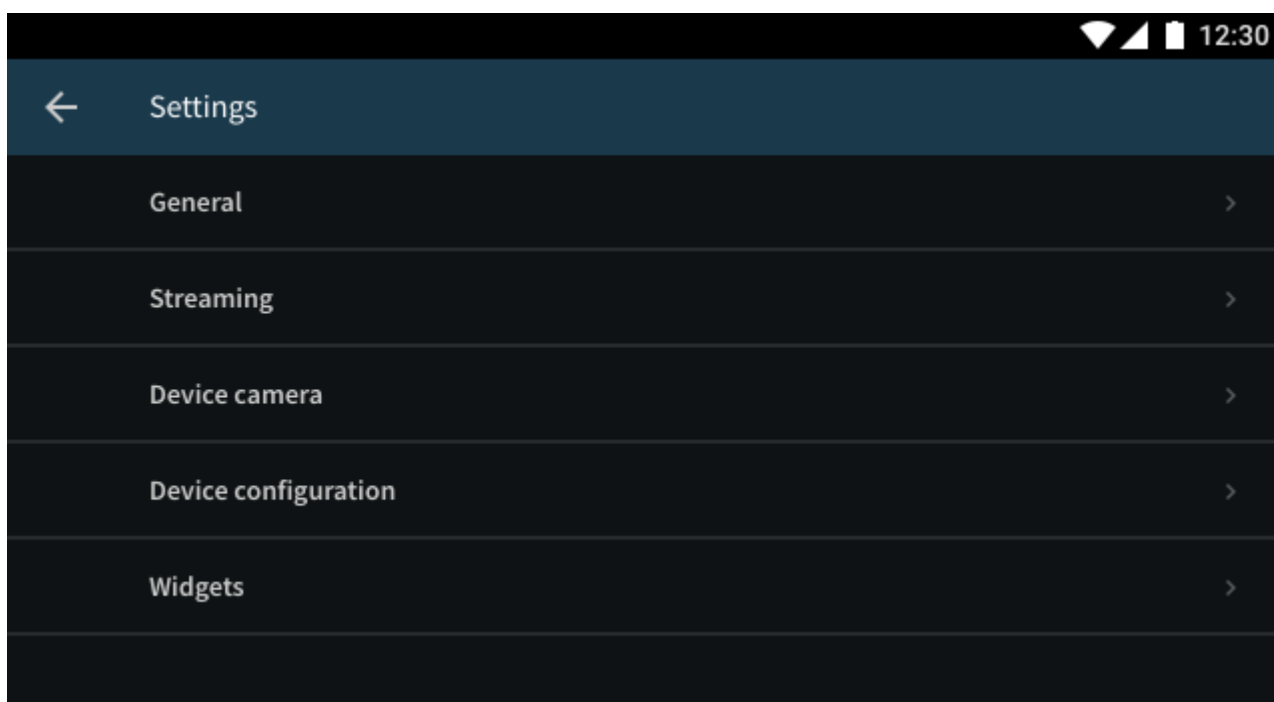 12:30
Settings
General
Streaming
Device camera
Device configuration
Widgets